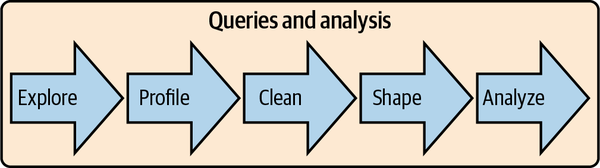 Queries and analysis
Explore
Profile
Clean
Shape
Analyze